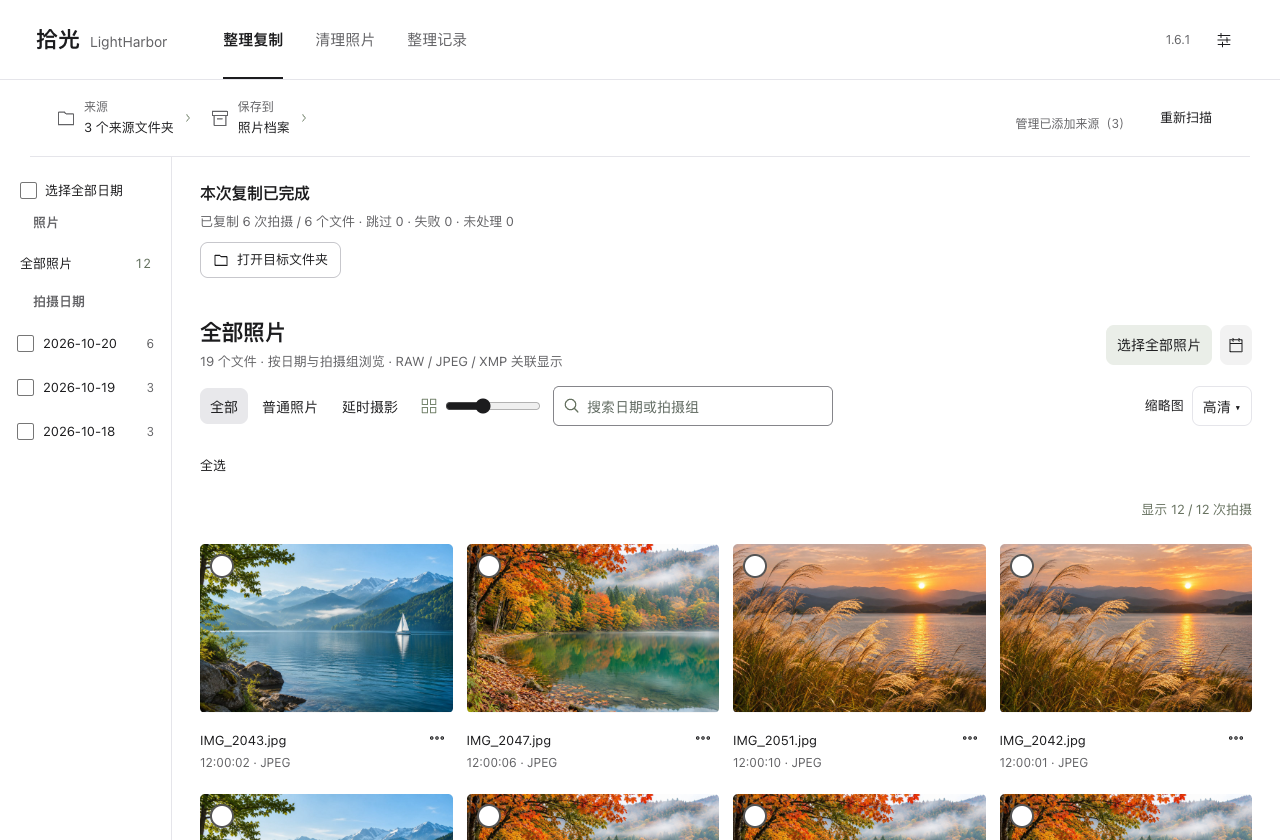 拾光 LightHarbor 整理复制 清理照片 整理记录 1.6.1
来源
3 个来源文件夹
保存到
照片档案
管理已添加来源（3） 重新扫描
选择全部日期
照片
全部照片 12
拍摄日期
2026-10-20 6
2026-10-19 3
2026-10-18 3
本次复制已完成
已复制 6 次拍摄 / 6 个文件 · 跳过 0 · 失败 0 · 未处理 0
打开目标文件夹
全部照片
19 个文件 · 按日期与拍摄组浏览 · RAW / JPEG / XMP 关联显示
选择全部照片
全部 普通照片 延时摄影 搜索日期或拍摄组 缩略图 高清
全选
显示 12 / 12 次拍摄
IMG_2043.jpg
12:00:02 · JPEG
IMG_2047.jpg
12:00:06 · JPEG
IMG_2051.jpg
12:00:10 · JPEG
IMG_2042.jpg
12:00:01 · JPEG